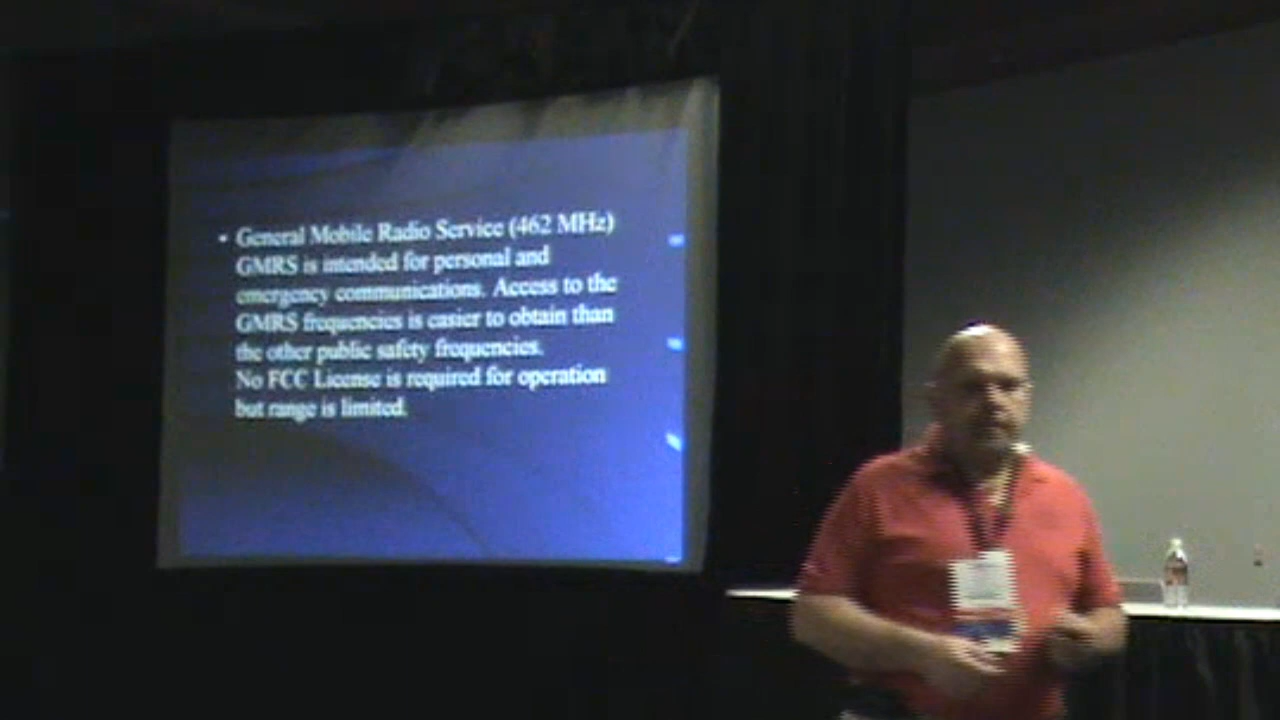 • General Mobile Radio Service (462 MHz)
GMRS is intended for personal and
emergency communications. Access to the
GMRS frequencies is easier to obtain than
the other public safety frequencies.
No FCC License is required for operation
but range is limited.